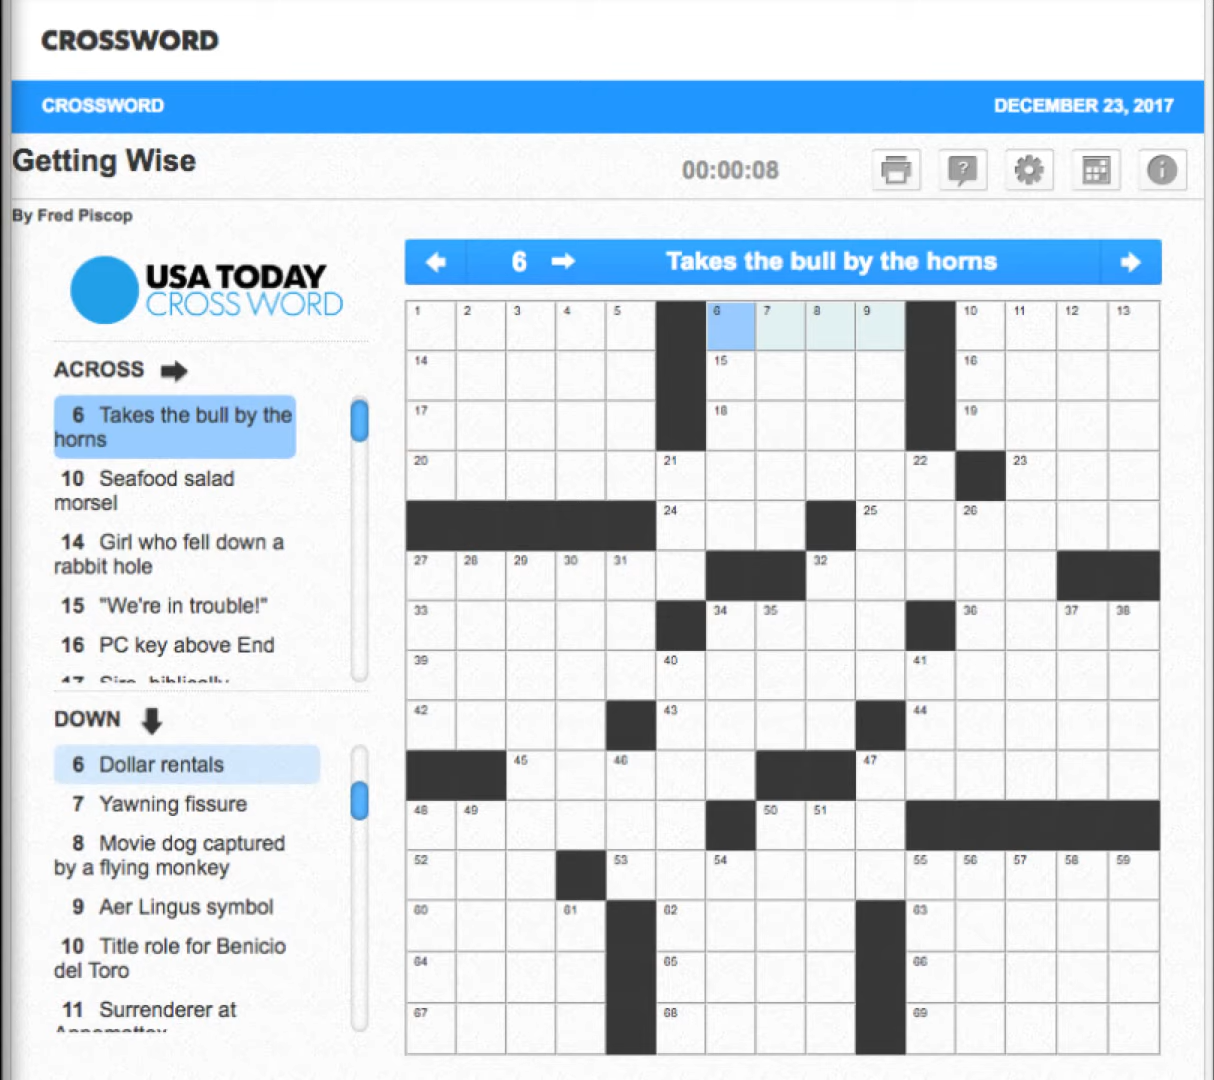 CROSSWORD
CROSSWORD DECEMBER 23, 2017
Getting Wise
00:00:08
By Fred Piscop
USA TODAY
CROSSWORD
6 Takes the bull by the horns
ACROSS
6 Takes the bull by the
horns
10 Seafood salad
morsel
14 Girl who fell down a
rabbit hole
15 "We're in trouble!"
16 PC key above End
DOWN
6 Dollar rentals
7 Yawning fissure
8 Movie dog captured
by a flying monkey
9 Aer Lingus symbol
10 Title role for Benicio
del Toro
11 Surrenderer at
1 2 3 4 5 6 7 8 9 10 11 12 13
14 15 16
17 18 19
20 21 22 23
24 25 26
27 28 29 30 31 32
33 34 35 36 37 38
39 40 41
42 43 44
45 46 47
48 49 50 51
52 53 54 55 56 57 58 59
60 61 62 63
64 65 66
67 68 69